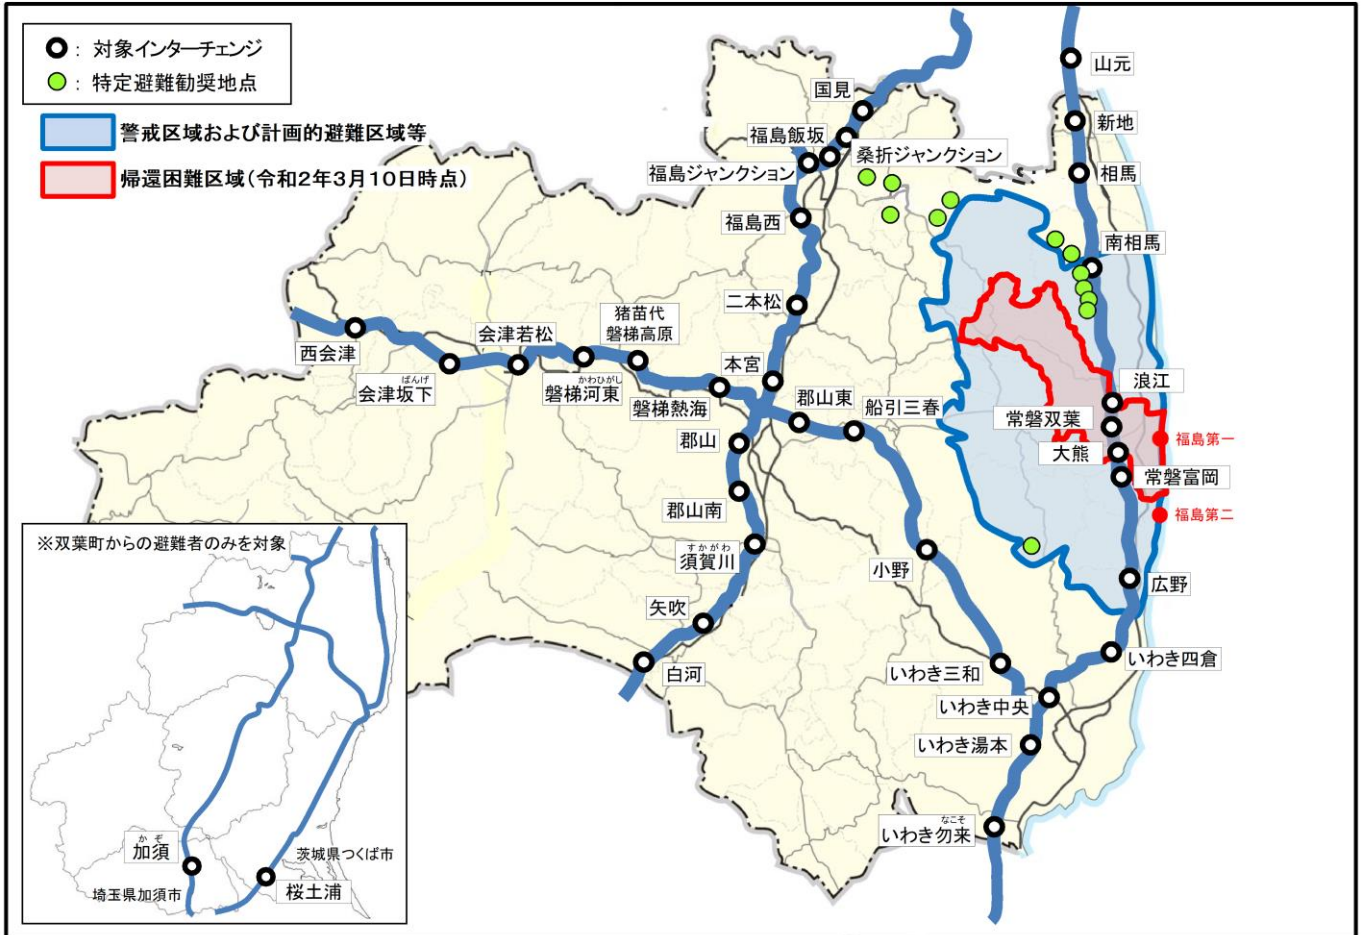 ：対象インターチェンジ
：特定避難勧奨地点
警戒区域および計画的避難区域等
帰還困難区域（令和2年3月10日時点）
山元
国見
新地
福島飯坂
桑折ジャンクション
福島ジャンクション
相馬
福島西
南相馬
二本松
猪苗代
磐梯高原
会津若松
西会津
本宮
ばんげ
会津坂下
かわひがし
磐梯河東
磐梯熱海
郡山東
船引三春
浪江
常磐双葉
福島第一
郡山
大熊
常磐富岡
郡山南
福島第二
すかがわ
須賀川
小野
広野
矢吹
いわき四倉
白河
いわき三和
いわき中央
いわき湯本
なこそ
いわき勿来
※双葉町からの避難者のみを対象
かぞ
加須
茨城県つくば市
埼玉県加須市
桜土浦